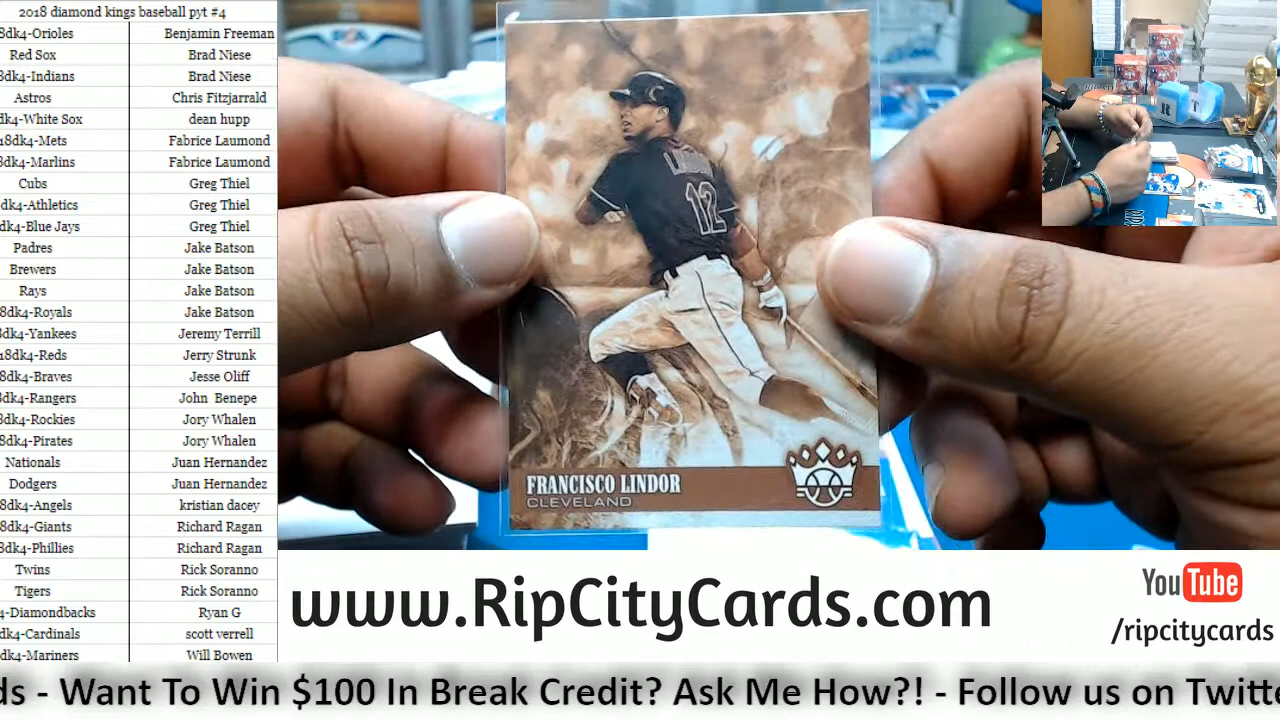 2018 diamond kings baseball pyt #4
8dk4-Orioles Benjamin Freeman
Red Sox Brad Niese
8dk4-Indians Brad Niese
Astros Chris Fitzjarrald
dk4-White Sox dean hupp
18dk4-Mets Fabrice Laumond
8dk4-Marlins Fabrice Laumond
Cubs Greg Thiel
dk4-Athletics Greg Thiel
dk4-Blue Jays Greg Thiel
Padres Jake Batson
Brewers Jake Batson
Rays Jake Batson
8dk4-Royals Jake Batson
8dk4-Yankees Jeremy Terrill
18dk4-Reds Jerry Strunk
8dk4-Braves Jesse Oliff
8dk4-Rangers John Benepe
8dk4-Rockies Jory Whalen
8dk4-Pirates Jory Whalen
Nationals Juan Hernandez
Dodgers Juan Hernandez
8dk4-Angels kristian dacey
8dk4-Giants Richard Ragan
8dk4-Phillies Richard Ragan
Twins Rick Soranno
Tigers Rick Soranno
4-Diamondbacks Ryan G
dk4-Cardinals scott verrell
dk4-Mariners Will Bowen
C
LINDOR
12
FRANCISCO LINDOR
CLEVELAND
R T
www.RipCityCards.com
YouTube
/ripcitycards
ds - Want To Win $100 In Break Credit? Ask Me How?! - Follow us on Twitte